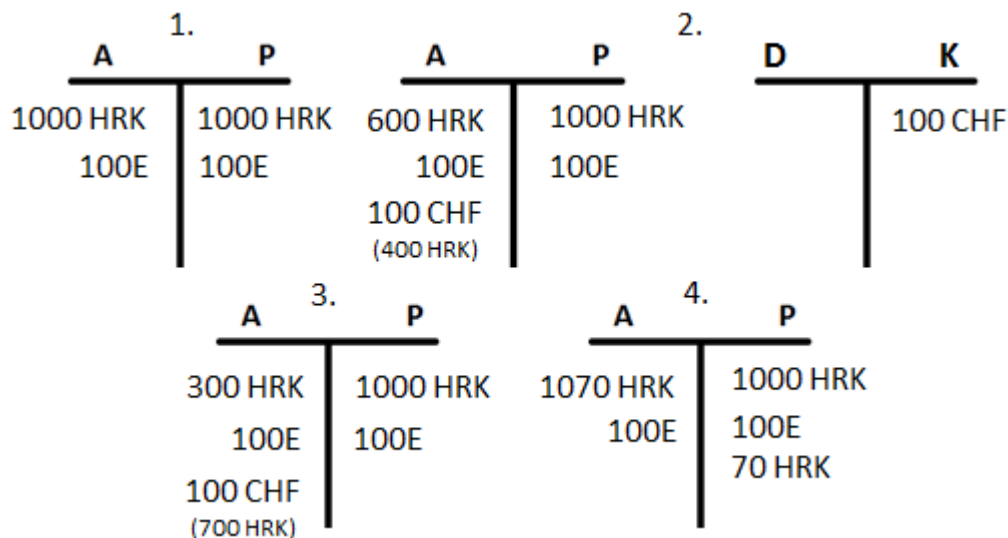 1.
A P
1000 HRK 1000 HRK
100E 100E
2.
A P
600 HRK 1000 HRK
100E 100E
100 CHF
(400 HRK)
D K
100 CHF
3.
A P
300 HRK 1000 HRK
100E 100E
100 CHF
(700 HRK)
4.
A P
1070 HRK 1000 HRK
100E 100E
70 HRK